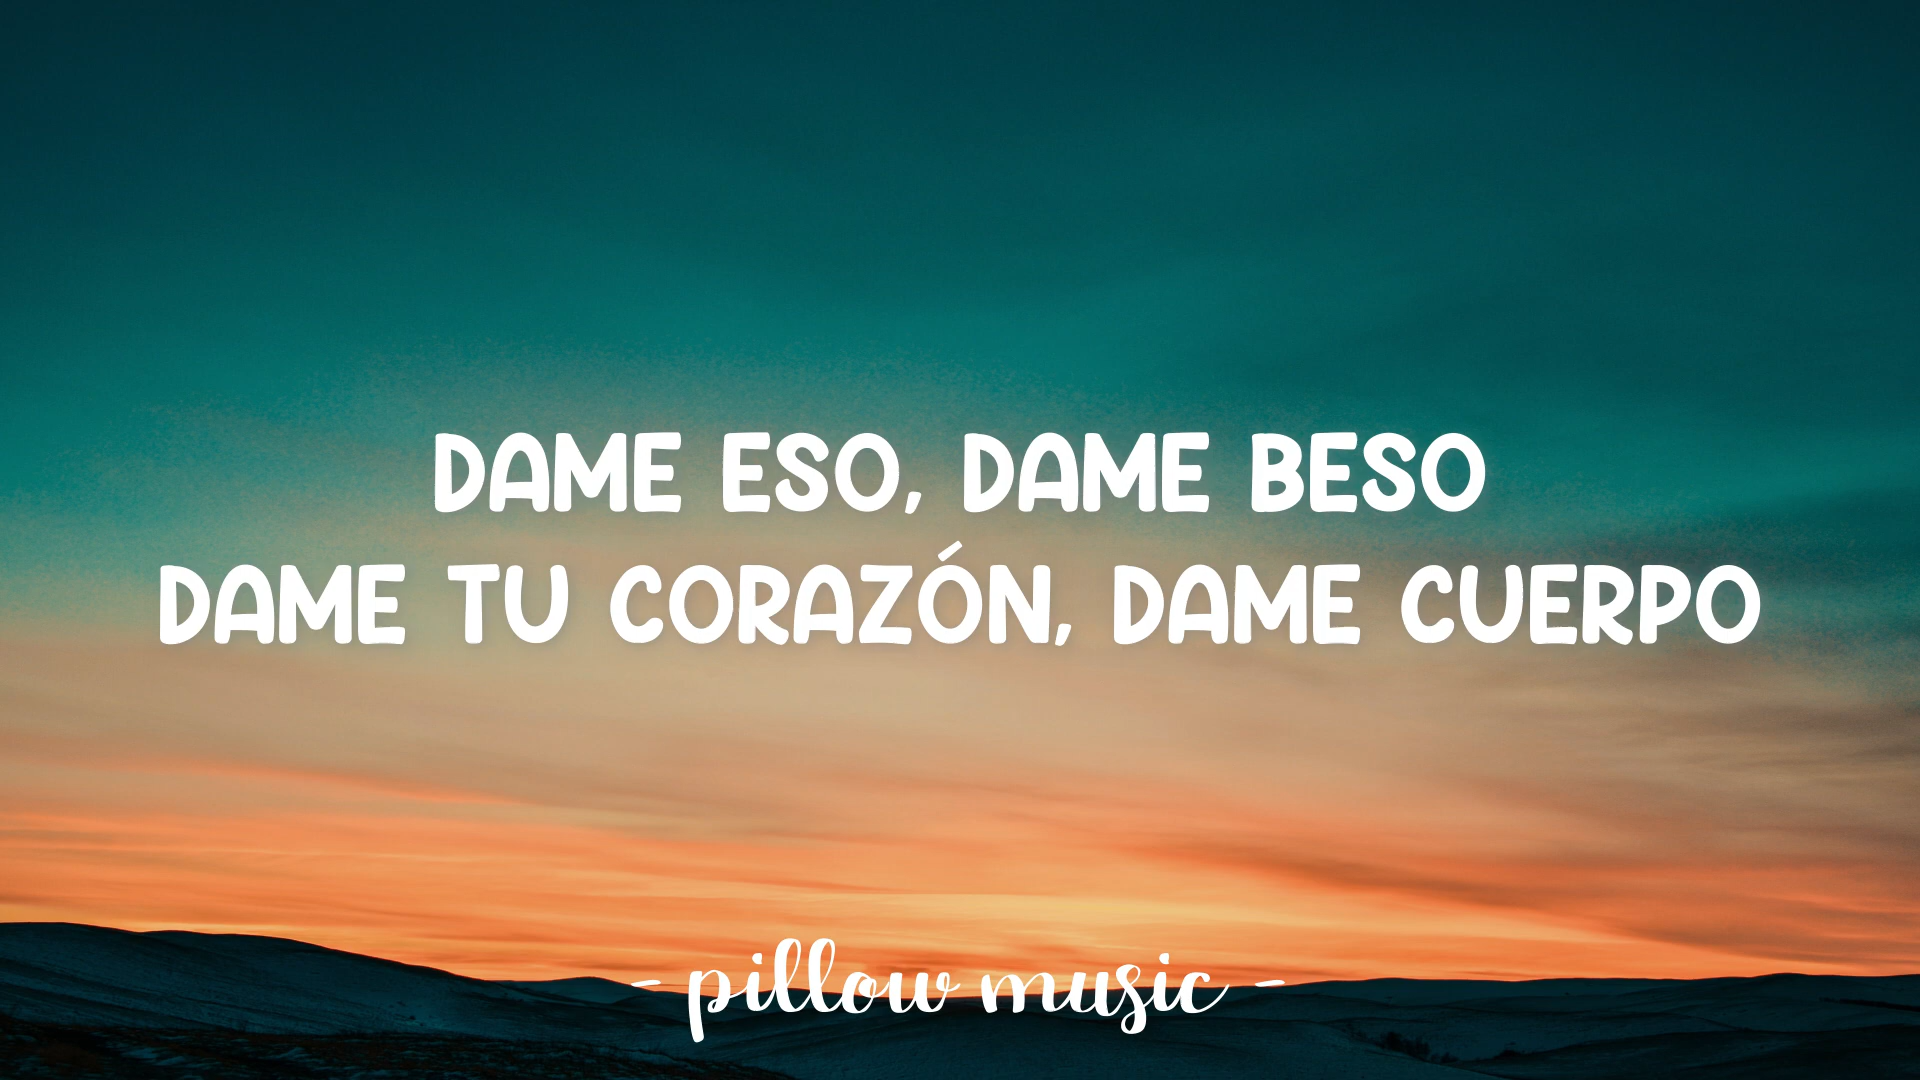 DAME ESO, DAME BESO
DAME TU CORAZÓN, DAME CUERPO
- pillow music -